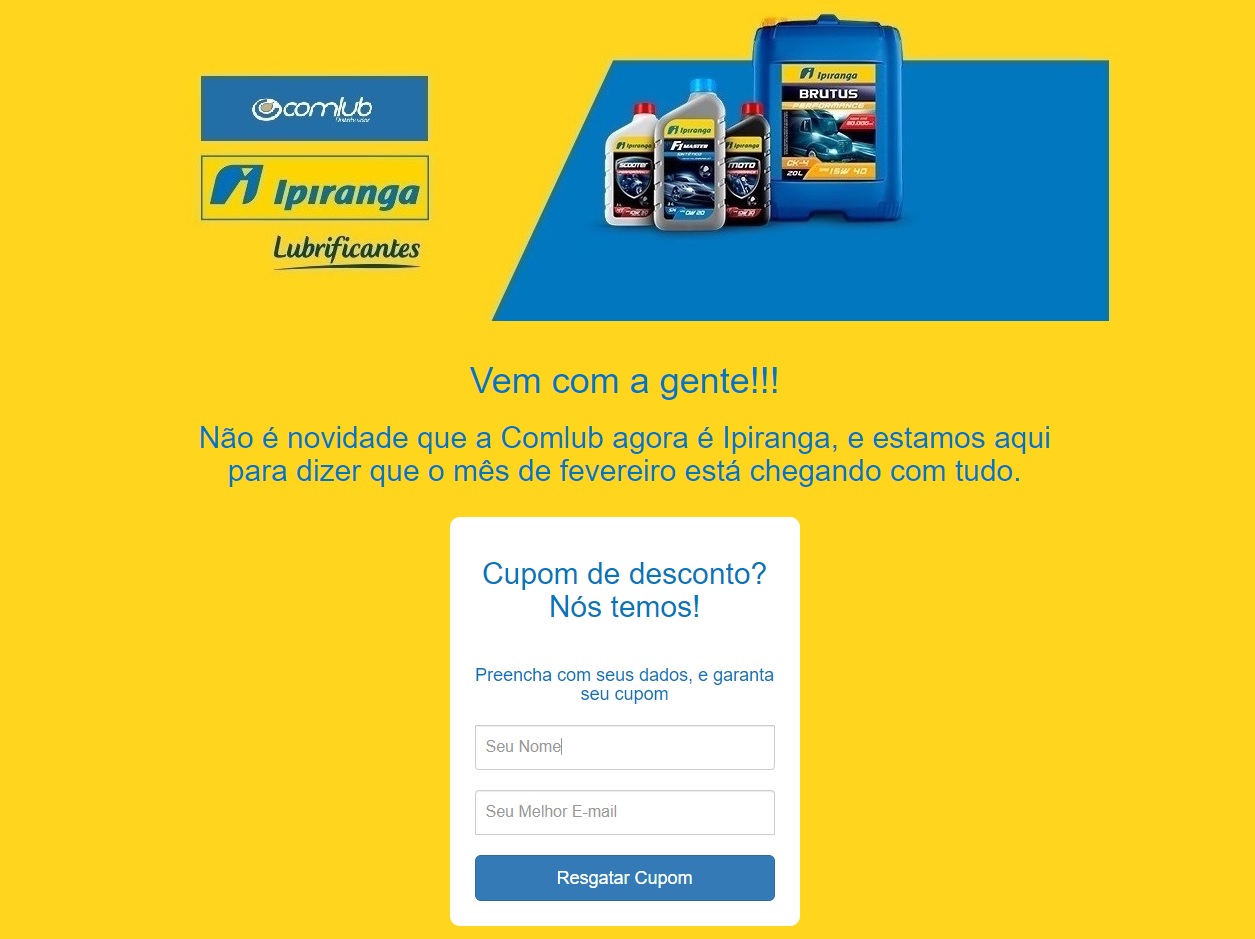 comlub
Distribuidor
Ipiranga
Lubrificantes
Ipiranga
BRUTUS
PERFORMANCE
CK-4
20L
15W 40
Ipiranga
SCOOTER
Ipiranga
F1 MASTER
SINTÉTICO
0W 20
Ipiranga
MOTO
Vem com a gente!!!
Não é novidade que a Comlub agora é Ipiranga, e estamos aqui
para dizer que o mês de fevereiro está chegando com tudo.
Cupom de desconto?
Nós temos!
Preencha com seus dados, e garanta
seu cupom
Seu Nome
Seu Melhor E-mail
Resgatar Cupom